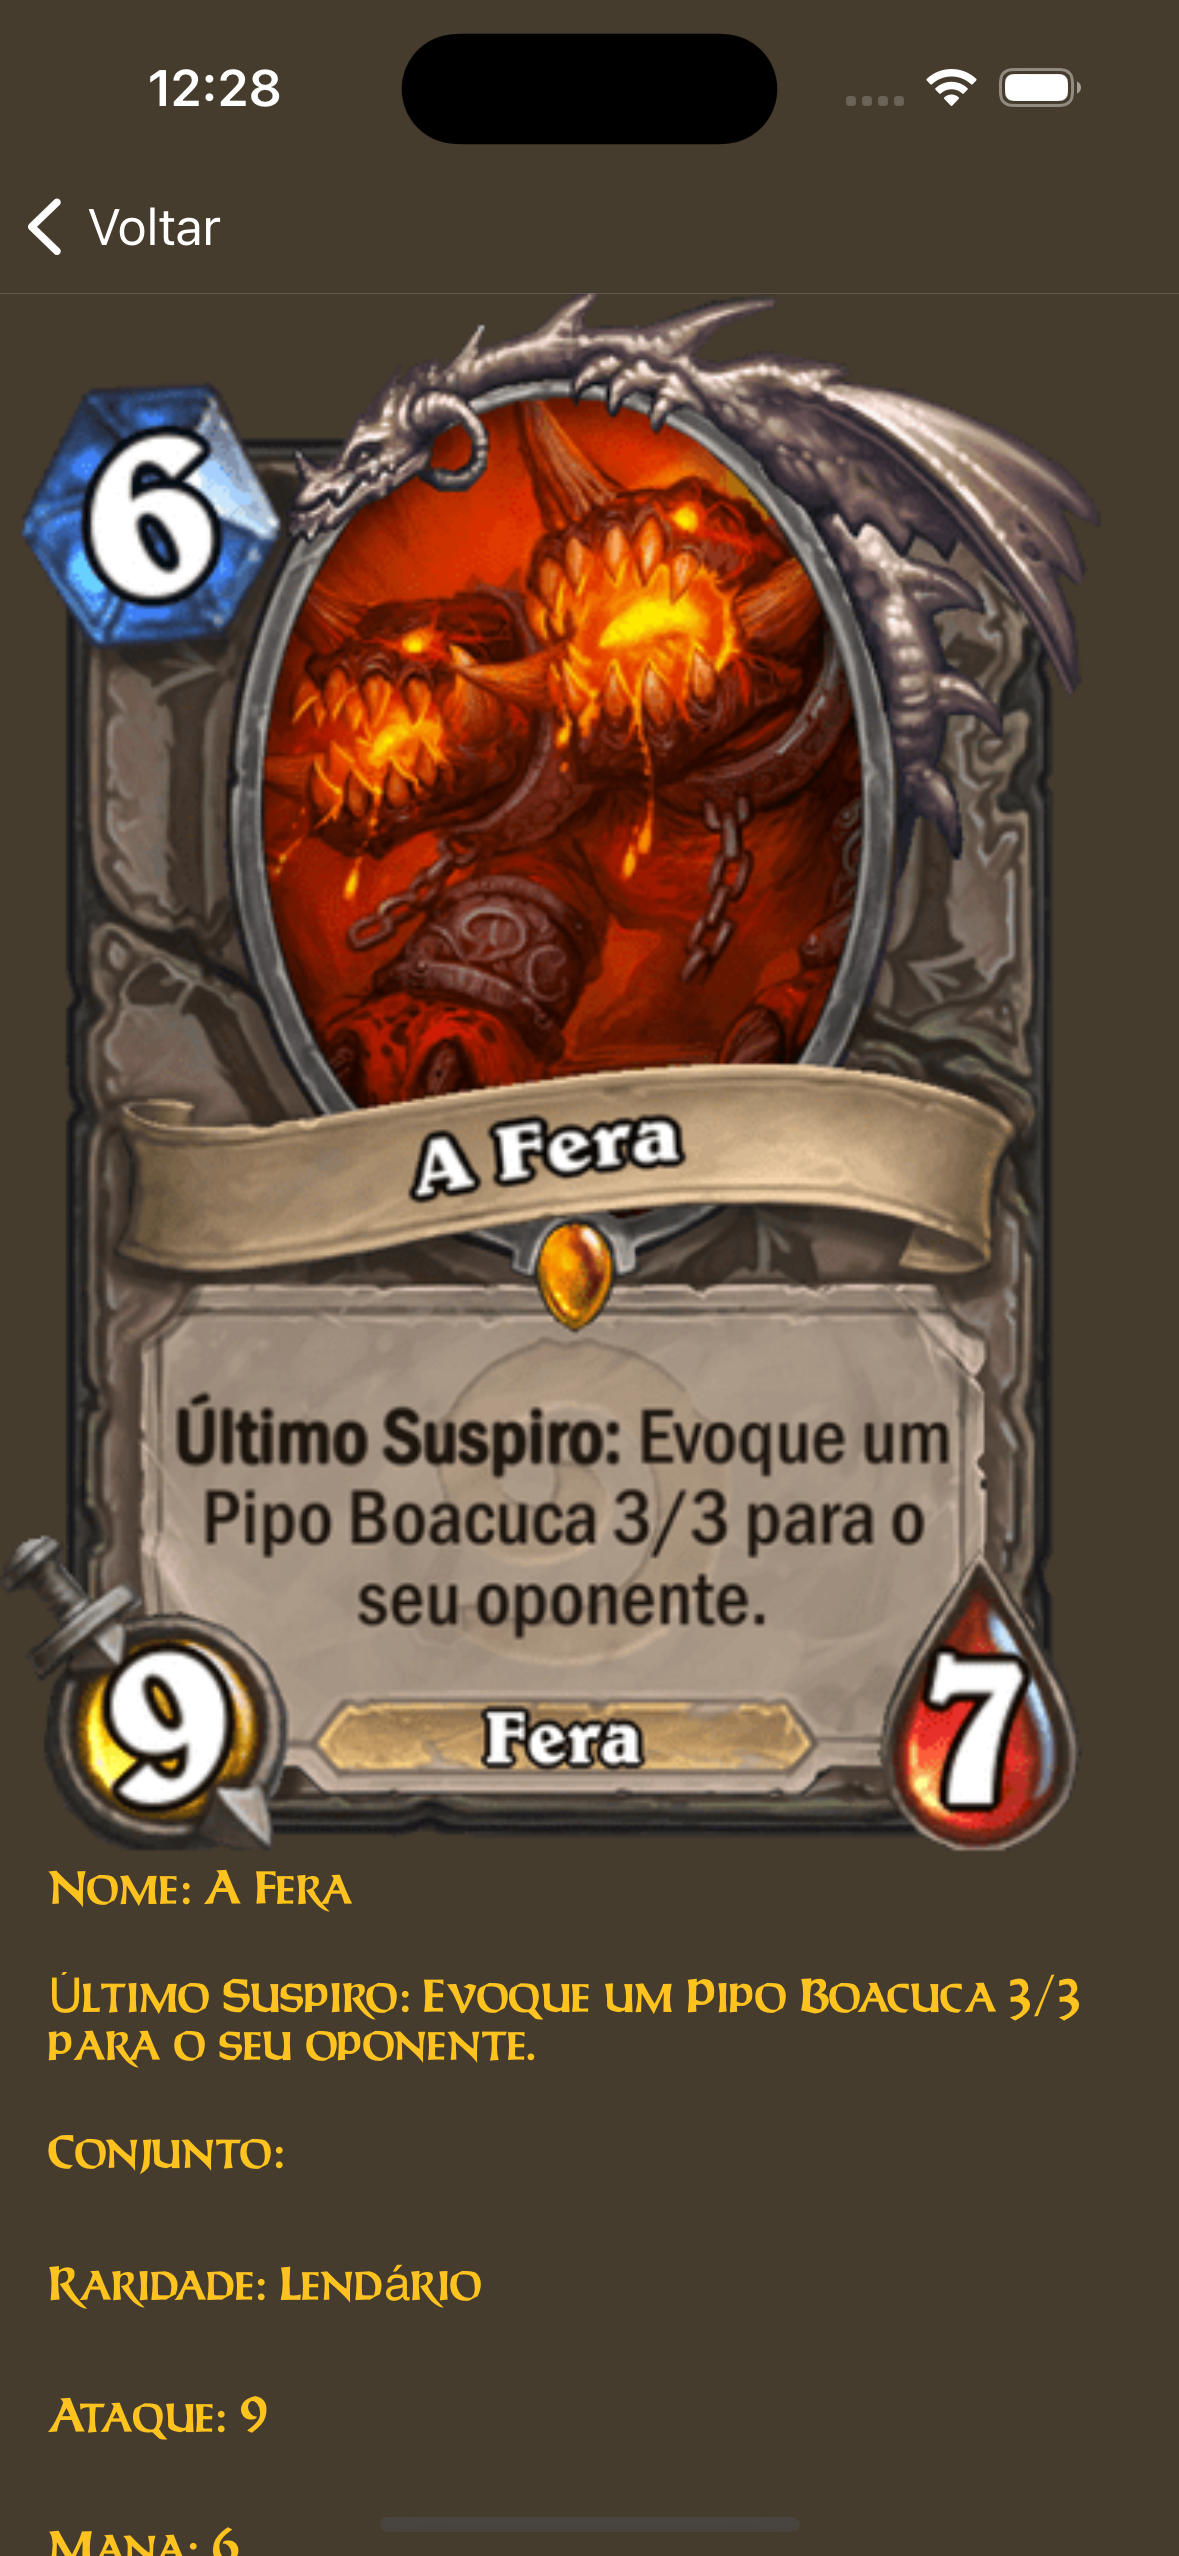 12:28
Voltar
6
A Fera
Último Suspiro: Evoque um
Pipo Boacuca 3/3 para o
seu oponente.
9
Fera
7
Nome: A Fera
Último Suspiro: Evoque um Pipo Boacuca 3/3
para o seu oponente.
Conjunto:
Raridade: Lendário
Ataque: 9
Mana: 6